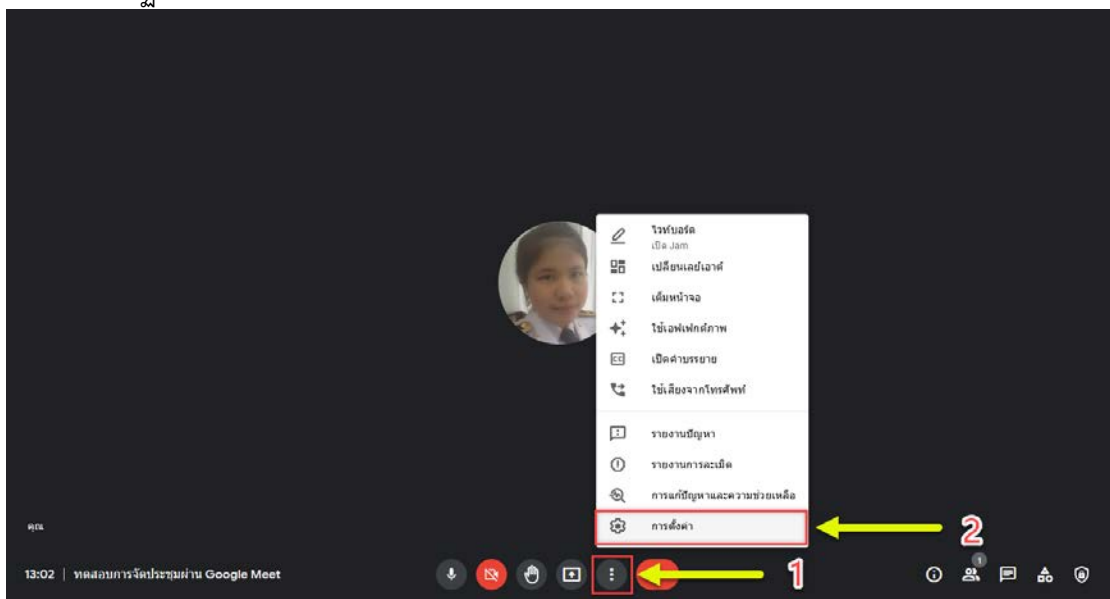 ไวท์บอร์ด
เปิด Jam
เปลี่ยนเลย์เอาต์
เต็มหน้าจอ
ใช้เอฟเฟกต์ภาพ
เปิดคำบรรยาย
ใช้เสียงจากโทรศัพท์
รายงานปัญหา
รายงานการละเมิด
การแก้ปัญหาและความช่วยเหลือ
การตั้งค่า
2
คุณ
13:02 | ทดสอบการจัดประชุมผ่าน Google Meet
1
1